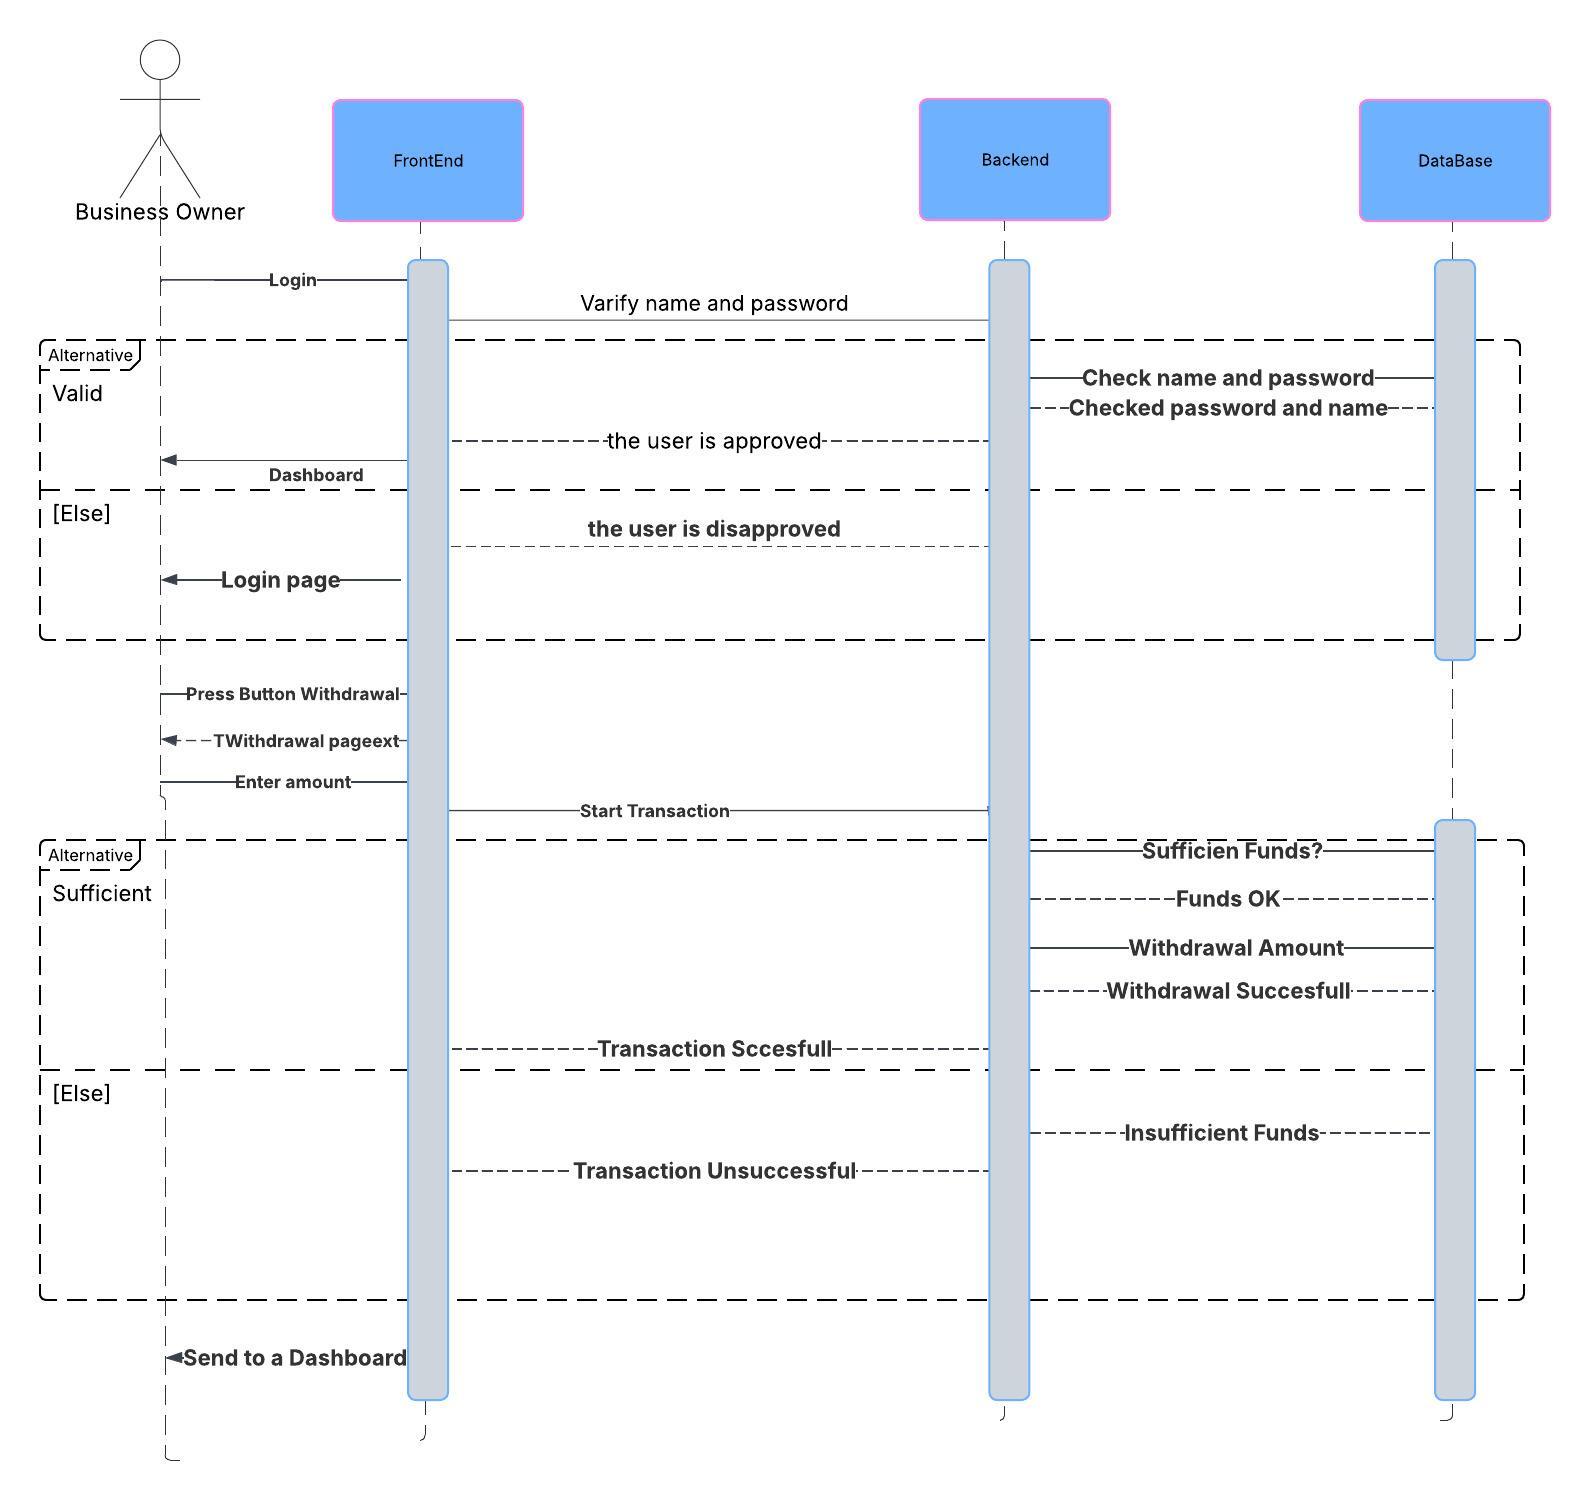 Business Owner
FrontEnd
Backend
DataBase
Login
Varify name and password
Alternative
Valid
Check name and password
Checked password and name
the user is approved
Dashboard
[Else]
the user is disapproved
Login page
Press Button Withdrawal
TWithdrawal pageext
Enter amount
Start Transaction
Alternative
Sufficien Funds?
Sufficient
Funds OK
Withdrawal Amount
Withdrawal Succesfull
Transaction Sccesfull
[Else]
Insufficient Funds
Transaction Unsuccessful
Send to a Dashboard